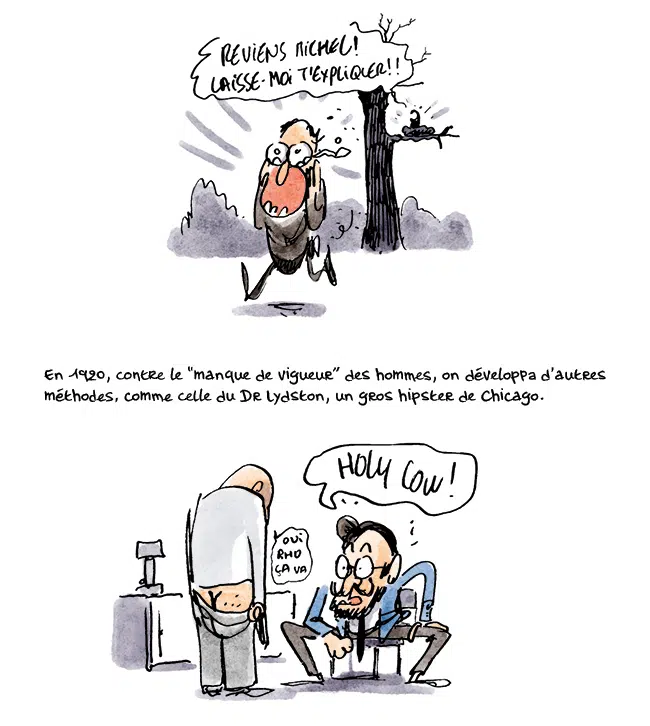 REVIENS MICHEL!
LAISSE-MOI T'EXPLIQUER!!
En 1920, contre le "manque de vigueur" des hommes, on développa d'autres
méthodes, comme celle du Dr Lydston, un gros hipster de Chicago.
HOLY COW!
OUI
RHO
ÇA VA